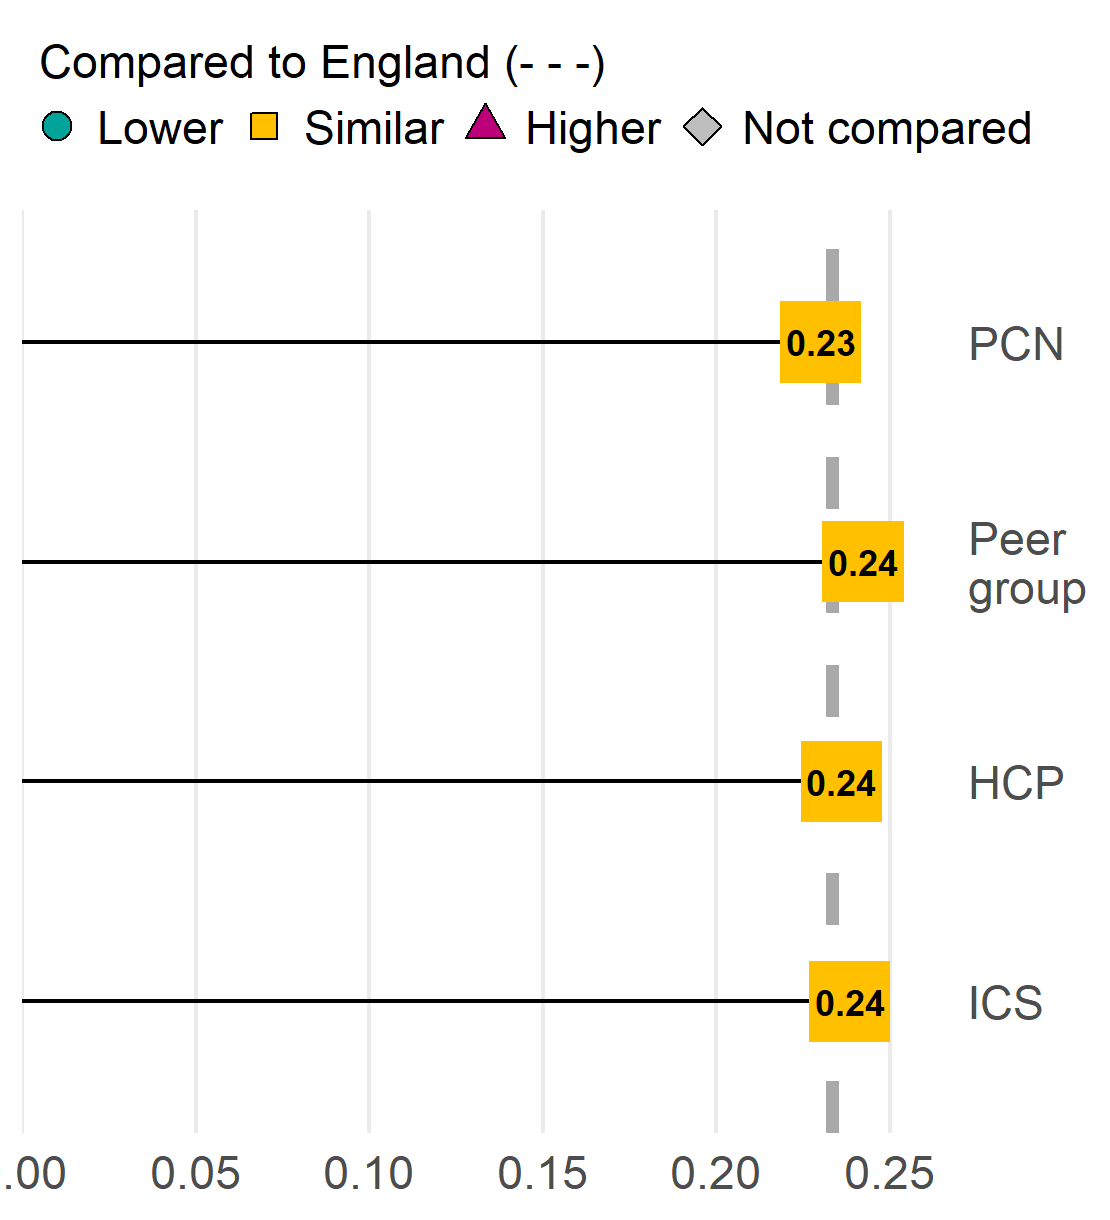 Compared to England (- - -)
Lower Similar Higher Not compared
0.23 PCN
0.24 Peer
group
0.24 HCP
0.24 ICS
.00 0.05 0.10 0.15 0.20 0.25